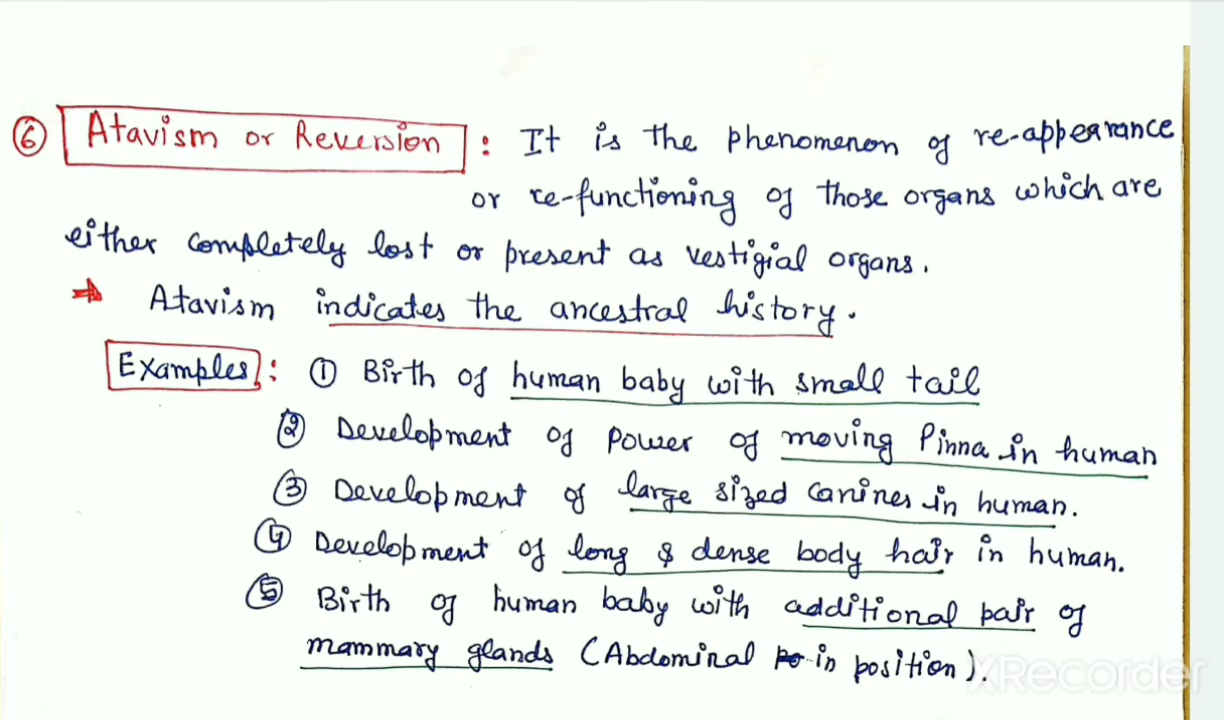 ⑥ Atavism or Reversion : It is the phenomenon of re-appearance
or re-functioning of those organs which are
either completely lost or present as vestigial organs.
→ Atavism indicates the ancestral history.
Examples : ① Birth of human baby with small tail
② Development of power of moving Pinna in human
③ Development of large sized canines in human.
④ Development of long & dense body hair in human.
⑤ Birth of human baby with additional pair of
mammary glands (Abdominal in position).
XRecorder